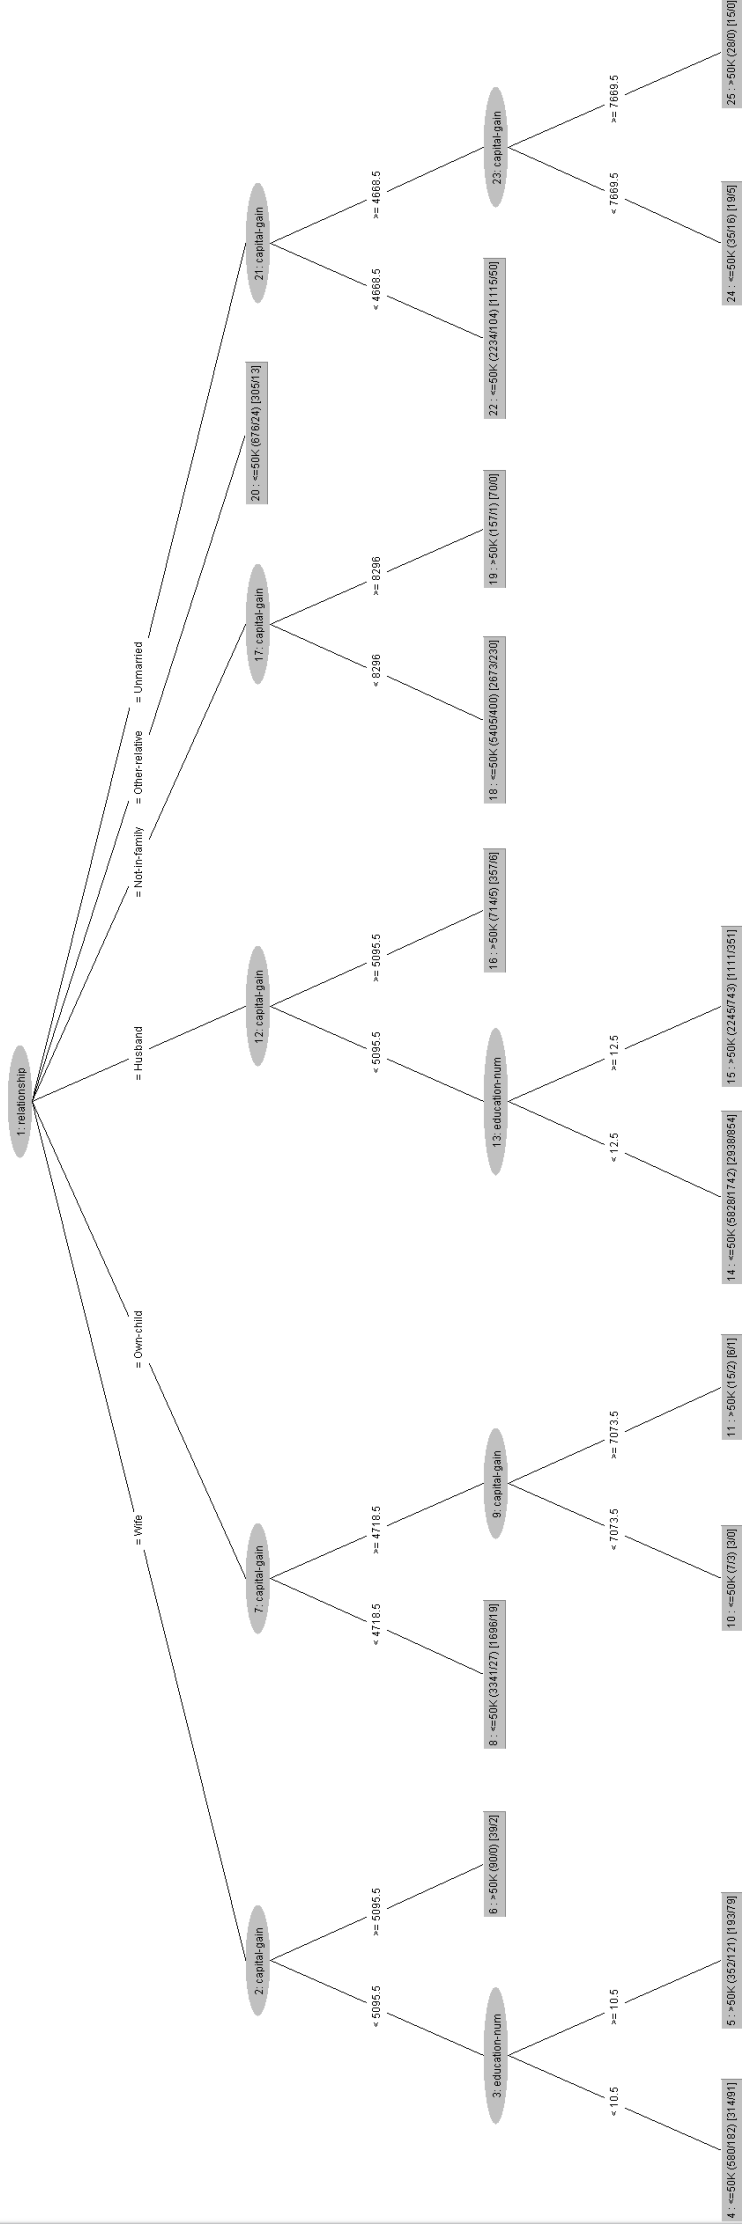 1: relationship
= Wife
= Own-child
= Husband
= Not-in-family
= Other-relative
= Unmarried
2: capital-gain
7: capital-gain
12: capital-gain
17: capital-gain
20 : <=50K (676/24) [305/13]
21: capital-gain
< 5095.5
>= 5095.5
< 4718.5
>= 4718.5
< 5095.5
>= 5095.5
< 8296
>= 8296
< 4668.5
>= 4668.5
3: education-num
6 : >50K (90/0) [39/2]
8 : <=50K (3341/27) [1696/19]
9: capital-gain
13: education-num
16 : >50K (714/5) [357/6]
18 : <=50K (5405/400) [2673/230]
19 : >50K (157/1) [70/0]
22 : <=50K (2234/104) [1115/50]
23: capital-gain
< 10.5
>= 10.5
< 7073.5
>= 7073.5
< 12.5
>= 12.5
< 7669.5
>= 7669.5
4 : <=50K (580/182) [314/91]
5 : >50K (352/121) [193/79]
10 : <=50K (7/3) [3/0]
11 : >50K (15/2) [6/1]
14 : <=50K (5828/1742) [2938/854]
15 : >50K (2245/743) [1111/351]
24 : <=50K (35/16) [19/5]
25 : >50K (28/0) [15/0]